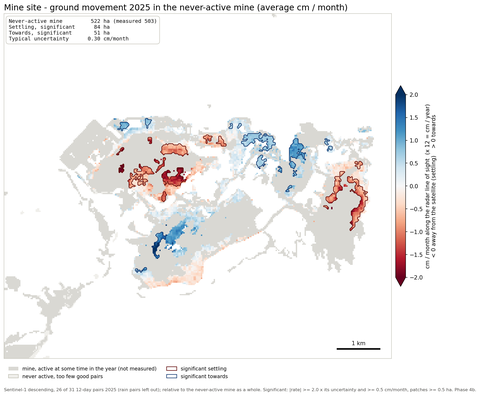 Mine site - ground movement 2025 in the never-active mine (average cm / month)
Never-active mine 522 ha (measured 503)
Settling, significant 84 ha
Towards, significant 51 ha
Typical uncertainty 0.30 cm/month
2.0
1.5
1.0
0.5
0.0
−0.5
−1.0
−1.5
−2.0
cm / month along the radar line of sight (x 12 = cm / year)
< 0 away from the satellite (settling) > 0 towards
1 km
mine, active at some time in the year (not measured)
never active, too few good pairs
significant settling
significant towards
Sentinel-1 descending, 26 of 31 12-day pairs 2025 (rain pairs left out); relative to the never-active mine as a whole. Significant: |rate| >= 2.0 x its uncertainty and >= 0.5 cm/month, patches >= 0.5 ha. Phase 4b.